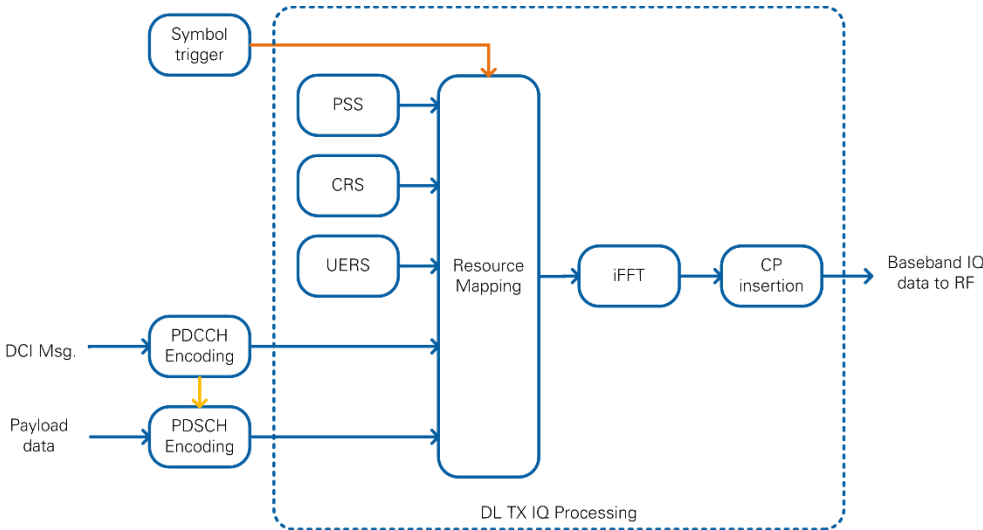 Symbol
trigger
PSS
CRS
UERS
Resource
Mapping
iFFT
CP
insertion
Baseband IQ
data to RF
DCI Msg.
PDCCH
Encoding
Payload
data
PDSCH
Encoding
DL TX IQ Processing